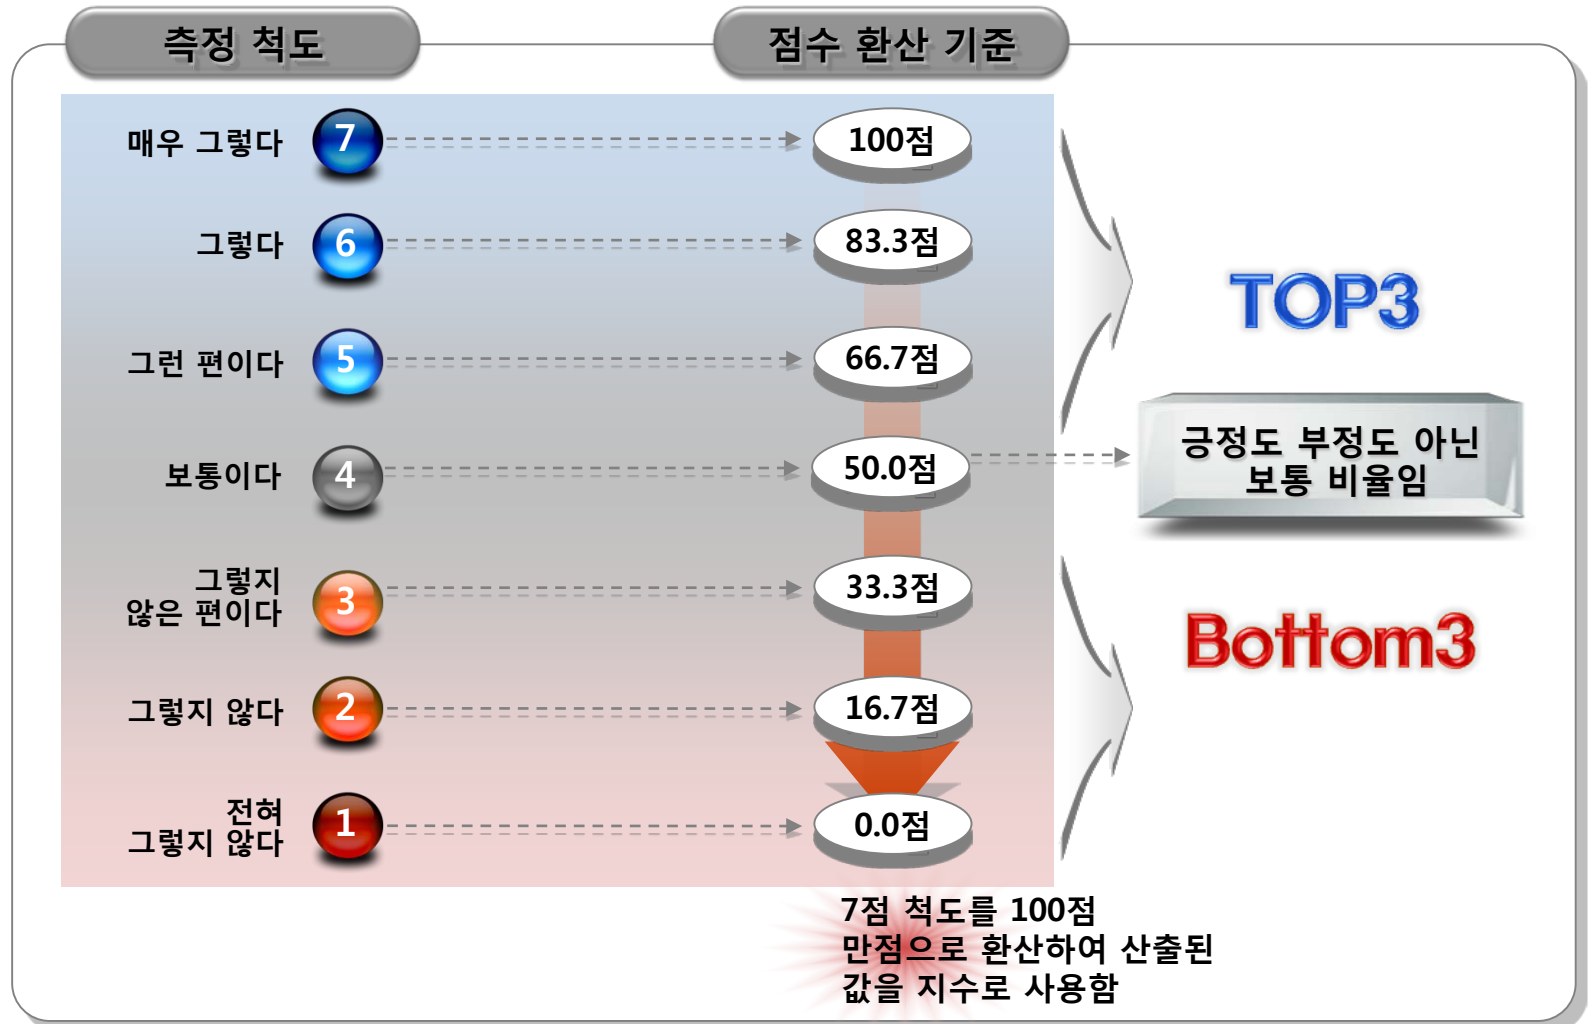 측정 척도
점수 환산 기준
매우 그렇다
7
100점
그렇다
6
83.3점
그런 편이다
5
66.7점
TOP3
보통이다
4
50.0점
긍정도 부정도 아닌
보통 비율임
그렇지
않은 편이다
3
33.3점
Bottom3
그렇지 않다
2
16.7점
전혀
그렇지 않다
1
0.0점
7점 척도를 100점
만점으로 환산하여 산출된
값을 지수로 사용함